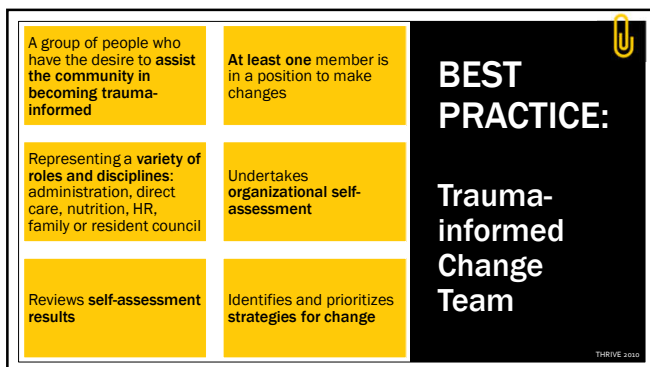 A group of people who
have the desire to assist
the community in
becoming trauma-
informed
At least one member is
in a position to make
changes
Representing a variety of
roles and disciplines:
administration, direct
care, nutrition, HR,
family or resident council
Undertakes
organizational self-
assessment
Reviews self-assessment
results
Identifies and prioritizes
strategies for change
BEST
PRACTICE:
Trauma-
informed
Change
Team
THRIVE 2010